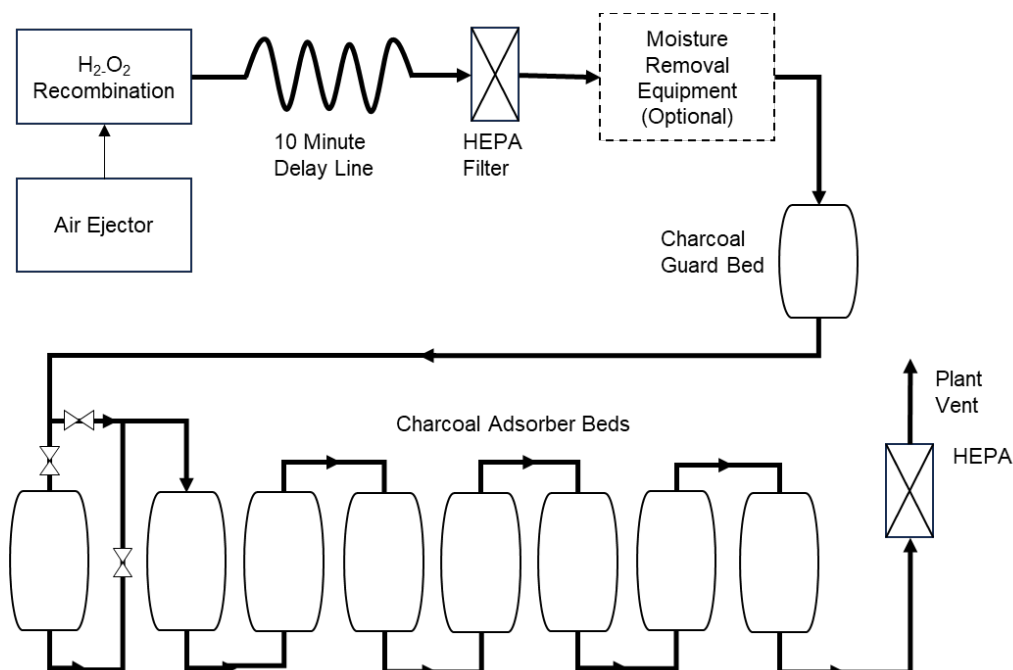 H₂-O₂
Recombination
Air Ejector
10 Minute
Delay Line
HEPA
Filter
Moisture
Removal
Equipment
(Optional)
Charcoal
Guard Bed
Charcoal Adsorber Beds
Plant
Vent
HEPA